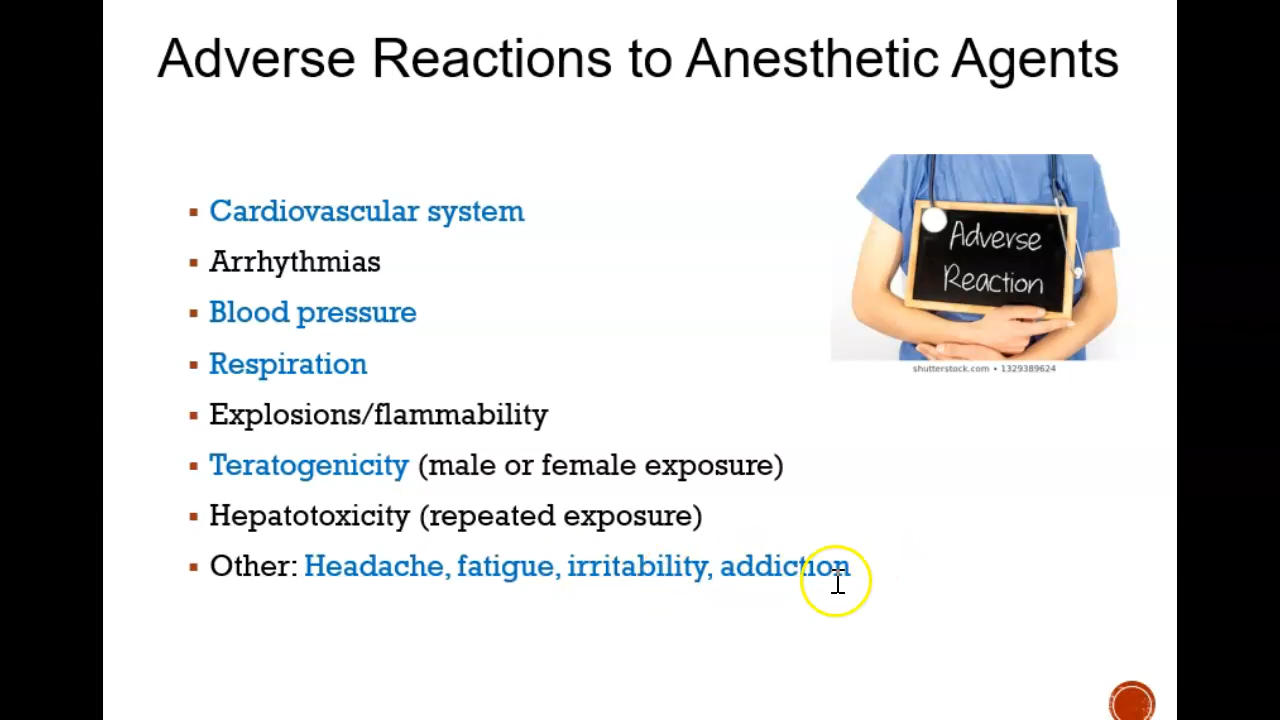 Adverse Reactions to Anesthetic Agents
Cardiovascular system
Arrhythmias
Blood pressure
Respiration
Explosions/flammability
Teratogenicity (male or female exposure)
Hepatotoxicity (repeated exposure)
Other: Headache, fatigue, irritability, addiction
Adverse
Reaction
shutterstock.com • 1329389624